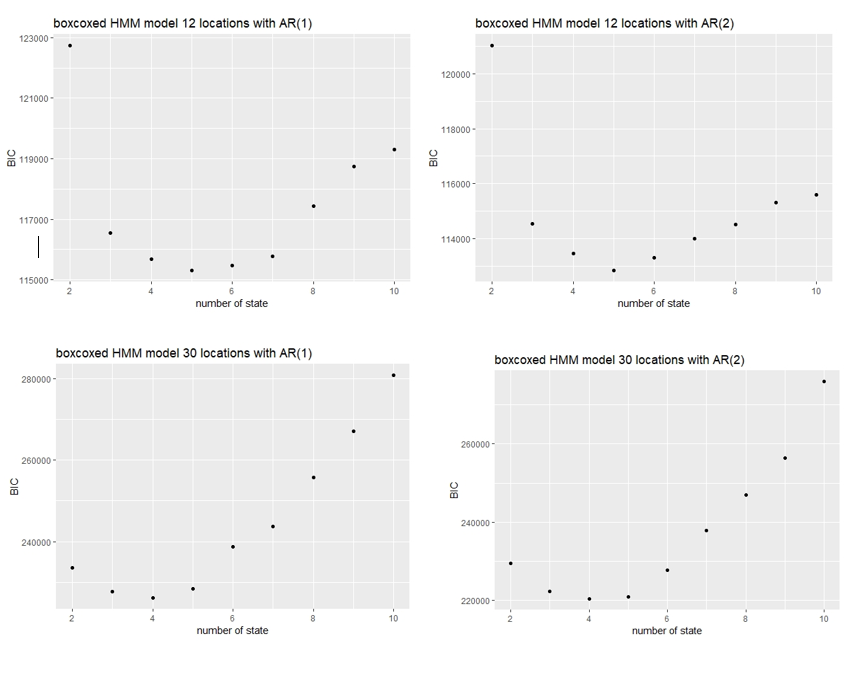 boxcoxed HMM model 12 locations with AR(1)
123000
121000
119000
117000
115000
BIC
2 4 6 8 10
number of state
boxcoxed HMM model 12 locations with AR(2)
120000
118000
116000
114000
BIC
2 4 6 8 10
number of state
boxcoxed HMM model 30 locations with AR(1)
280000
260000
240000
BIC
2 4 6 8 10
number of state
boxcoxed HMM model 30 locations with AR(2)
260000
240000
220000
BIC
2 4 6 8 10
number of state